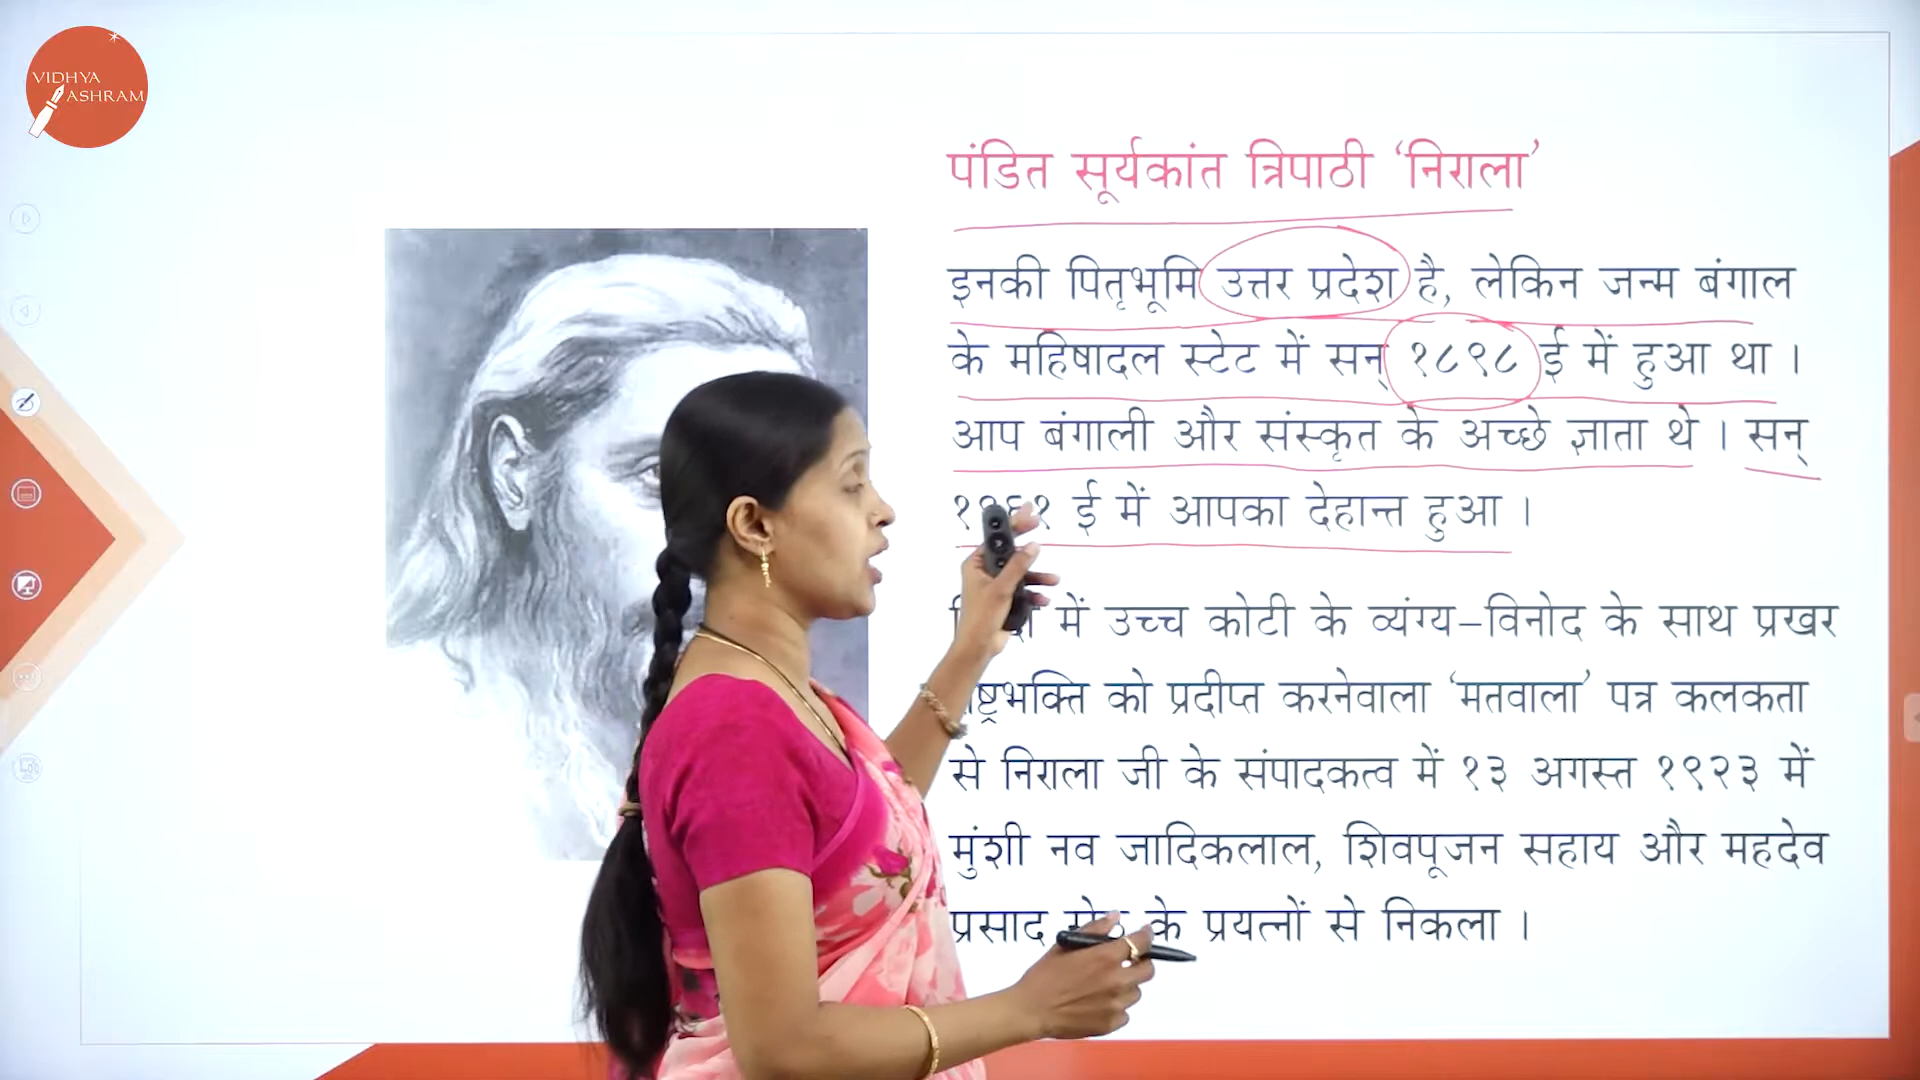 VIDHYA
ASHRAM
पंडित सूर्यकांत त्रिपाठी ‘निराला’
इनकी पितृभूमि उत्तर प्रदेश है, लेकिन जन्म बंगाल
के महिषादल स्टेट में सन् १८९८ ई में हुआ था ।
आप बंगाली और संस्कृत के अच्छे ज्ञाता थे । सन्
१९६१ ई में आपका देहान्त हुआ ।
में उच्च कोटी के व्यंग्य–विनोद के साथ प्रखर
को प्रदीप्त करनेवाला ‘मतवाला’ पत्र कलकता
से निराला जी के संपादकत्व में १३ अगस्त १९२३ में
मुंशी नव जादिकलाल, शिवपूजन सहाय और महदेव
प्रसाद के प्रयत्नों से निकला ।